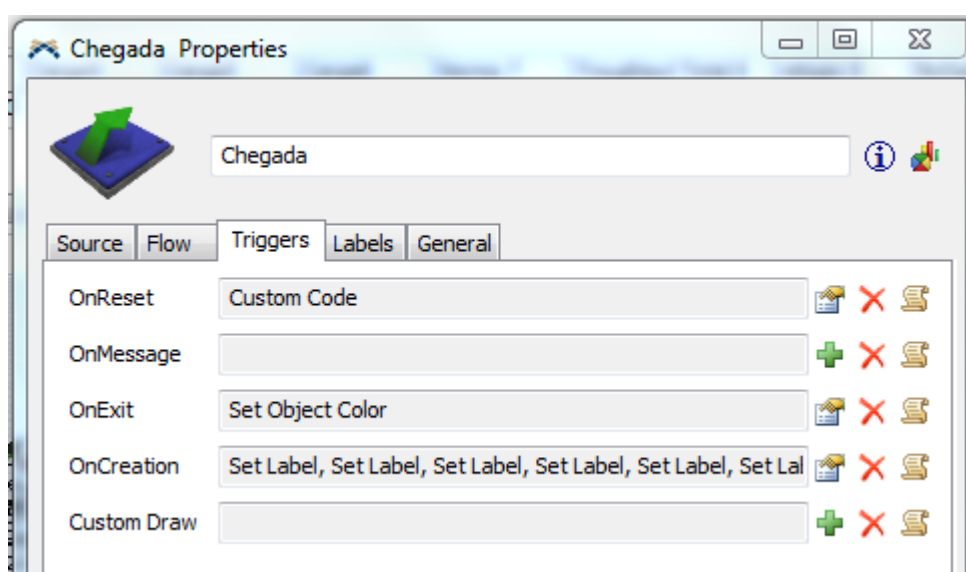 Chegada Properties
Chegada
Source Flow Triggers Labels General
OnReset Custom Code
OnMessage
OnExit Set Object Color
OnCreation Set Label, Set Label, Set Label, Set Label, Set Label, Set Lal
Custom Draw